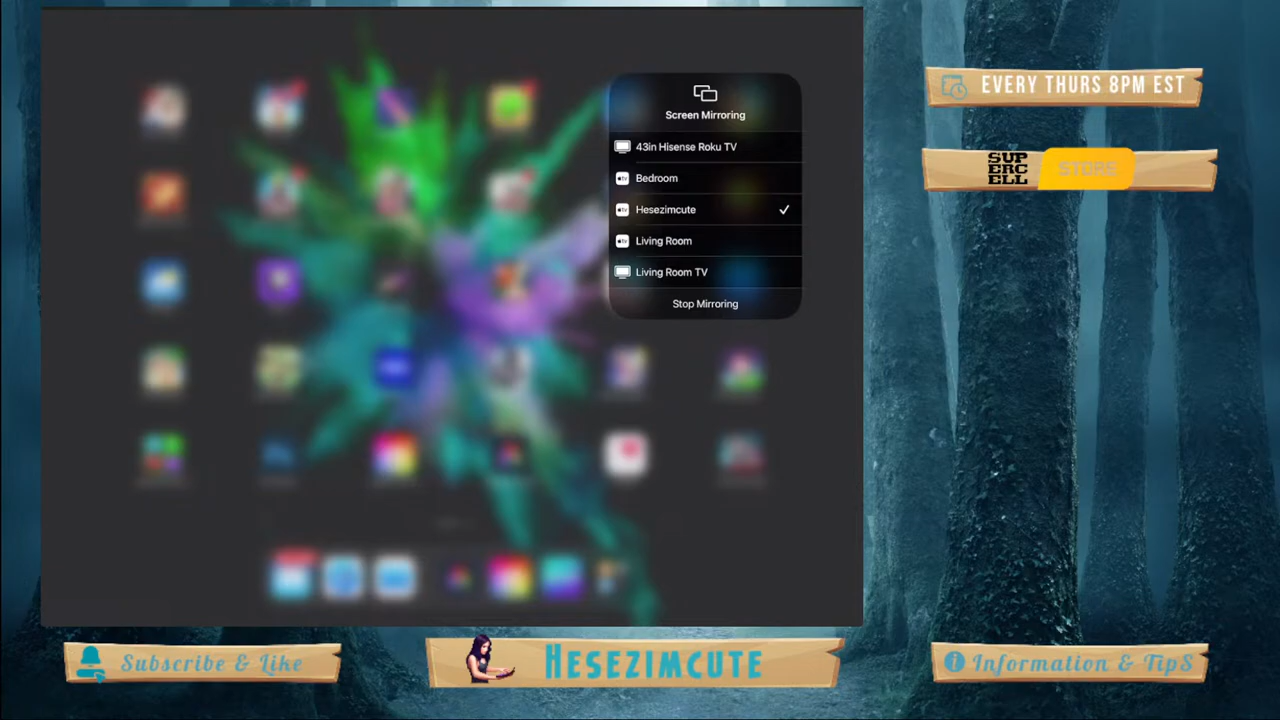 Screen Mirroring
43in Hisense Roku TV
Bedroom
Hesezimcute
Living Room
Living Room TV
Stop Mirroring
EVERY THURS 8PM EST
SUP
ERC
ELL
STORE
Subscribe & Like
HESEZIMCUTE
Information & TipS